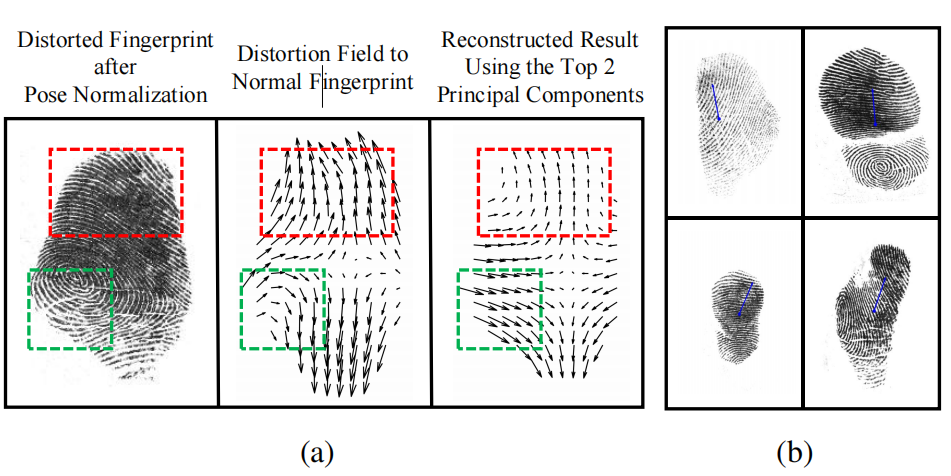 Distorted Fingerprint
after
Pose Normalization
Distortion Field to
Normal Fingerprint
Reconstructed Result
Using the Top 2
Principal Components
(a)
(b)